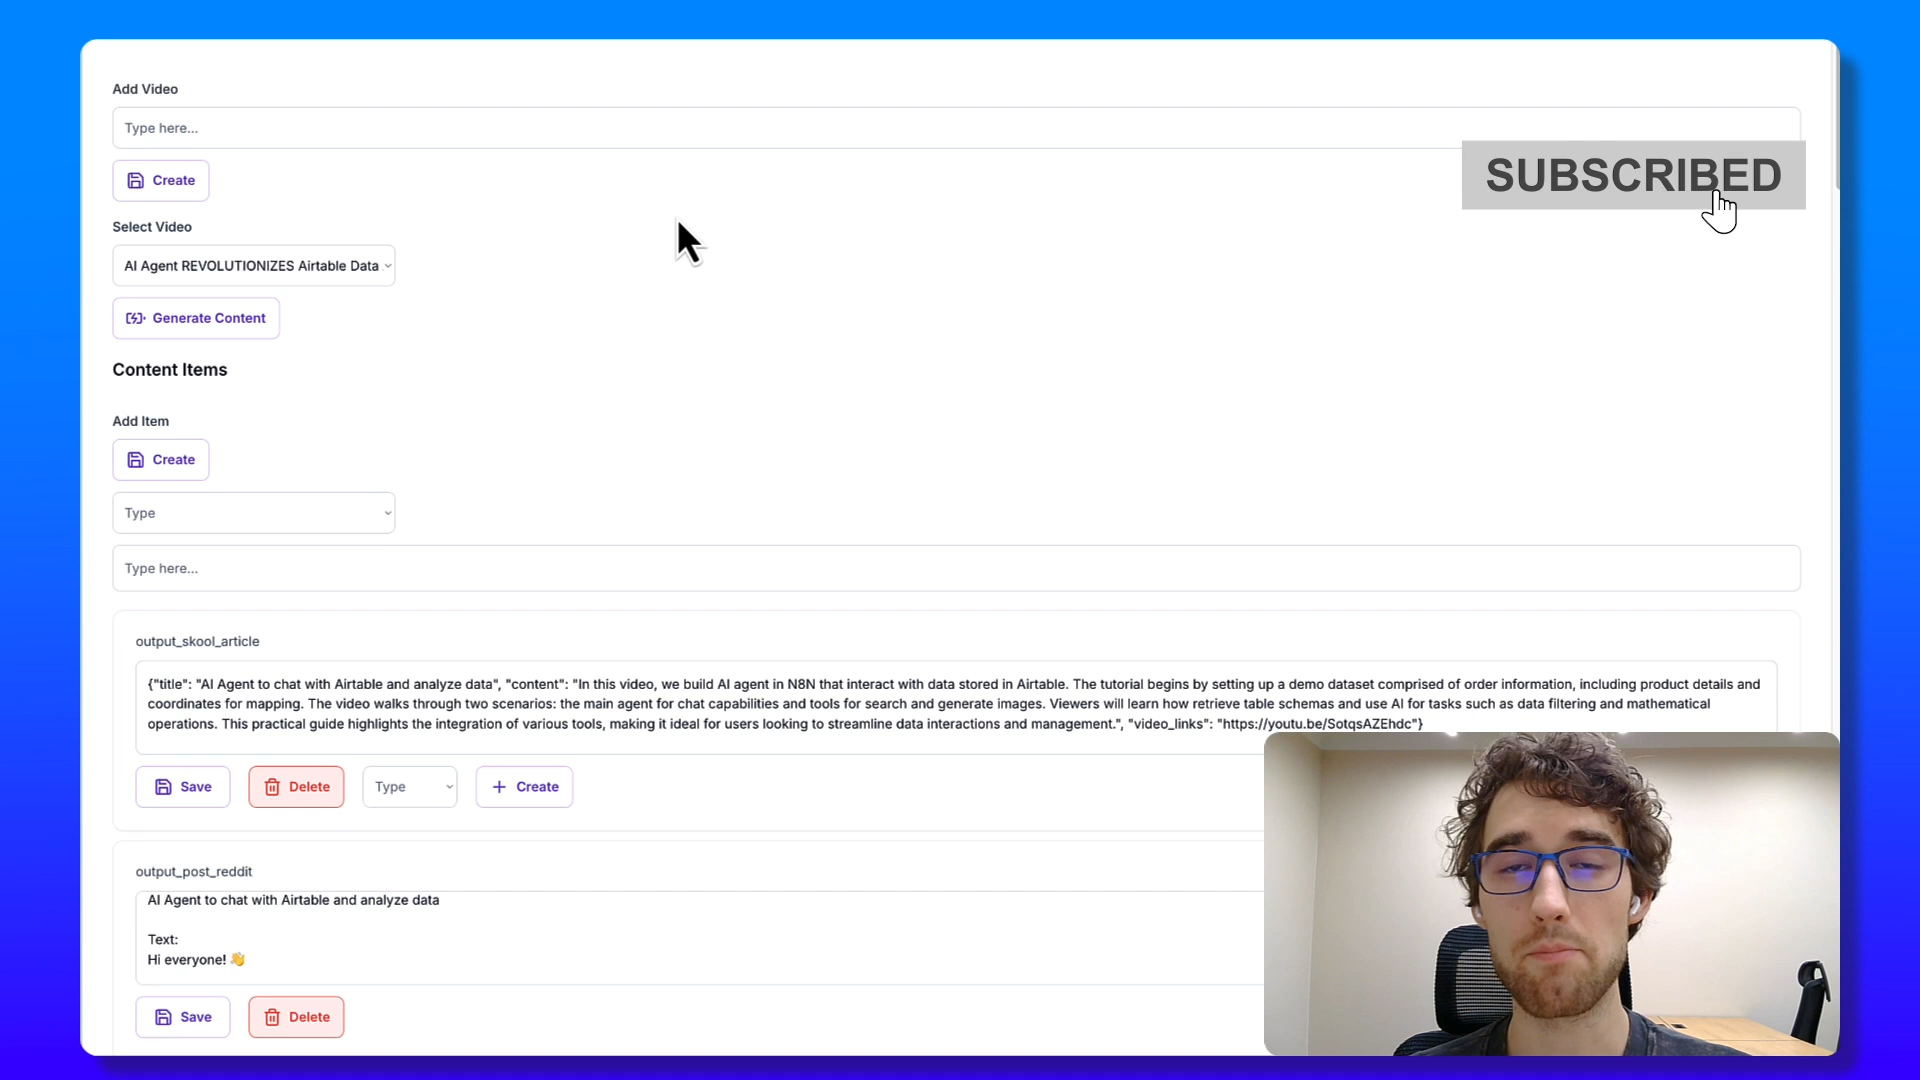 Add Video
Type here...
SUBSCRIBED
Create
Select Video
AI Agent REVOLUTIONIZES Airtable Data
Generate Content
Content Items
Add Item
Create
Type
Type here...
output_skool_article
{"title": "AI Agent to chat with Airtable and analyze data", "content": "In this video, we build AI agent in N8N that interact with data stored in Airtable. The tutorial begins by setting up a demo dataset comprised of order information, including product details and
coordinates for mapping. The video walks through two scenarios: the main agent for chat capabilities and tools for search and generate images. Viewers will learn how retrieve table schemas and use AI for tasks such as data filtering and mathematical
operations. This practical guide highlights the integration of various tools, making it ideal for users looking to streamline data interactions and management.", "video_links": "https://youtu.be/SotqsAZEhdc"}
Save Delete Type Create
output_post_reddit
AI Agent to chat with Airtable and analyze data
Text:
Hi everyone! 👋
Save Delete